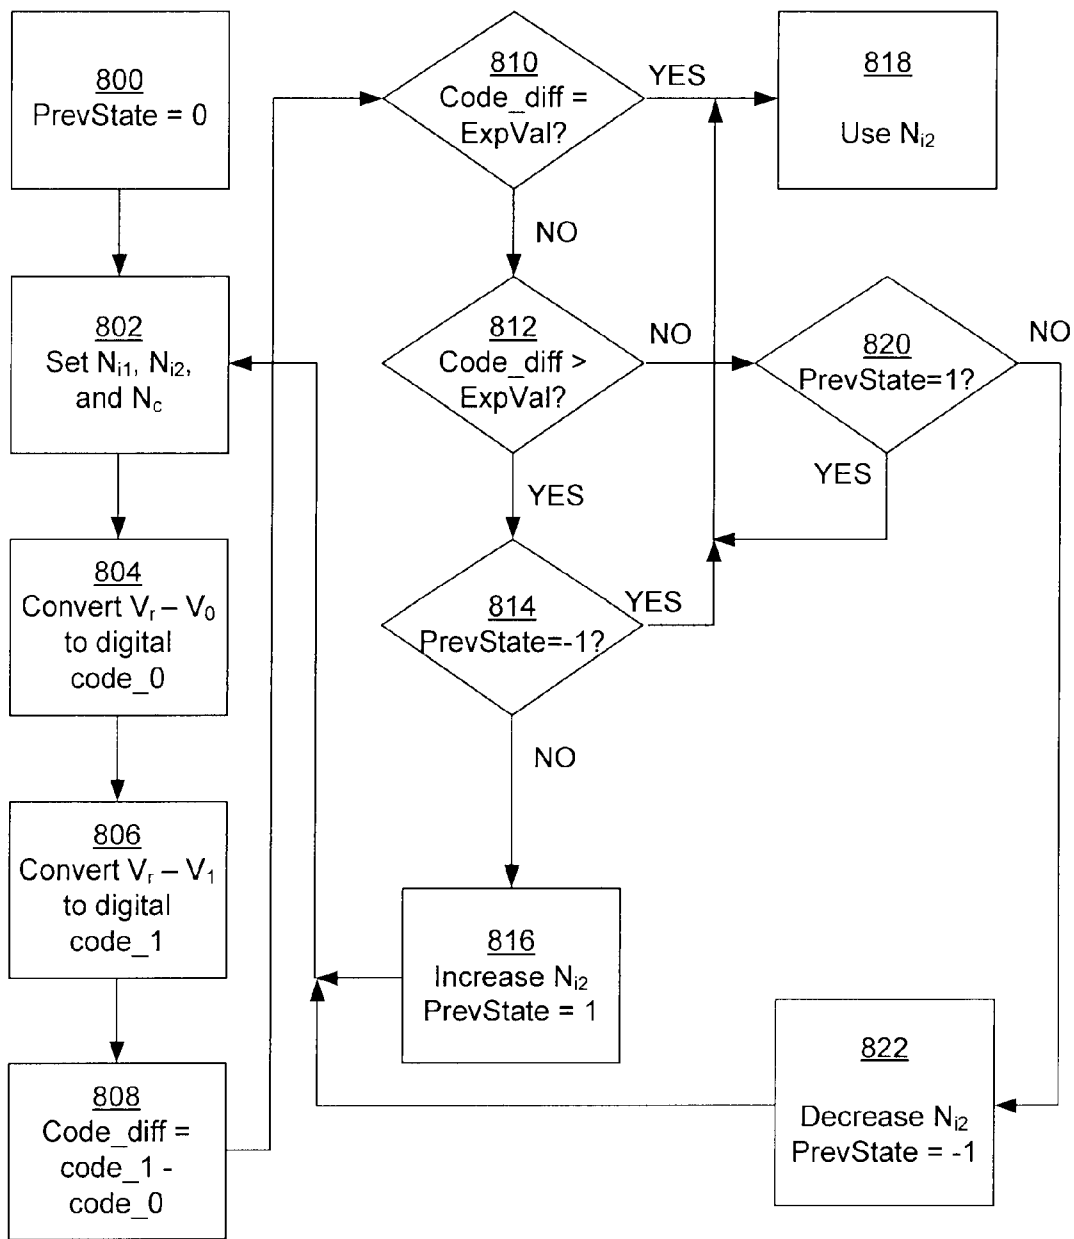 800
PrevState = 0
802
Set Ni1, Ni2,
and Nc
804
Convert Vr – V0
to digital
code_0
806
Convert Vr – V1
to digital
code_1
808
Code_diff =
code_1 -
code_0
810
Code_diff =
ExpVal?
YES
NO
818
Use Ni2
812
Code_diff >
ExpVal?
NO
YES
820
PrevState=1?
NO
YES
814
PrevState=-1?
YES
NO
816
Increase Ni2
PrevState = 1
822
Decrease Ni2
PrevState = -1